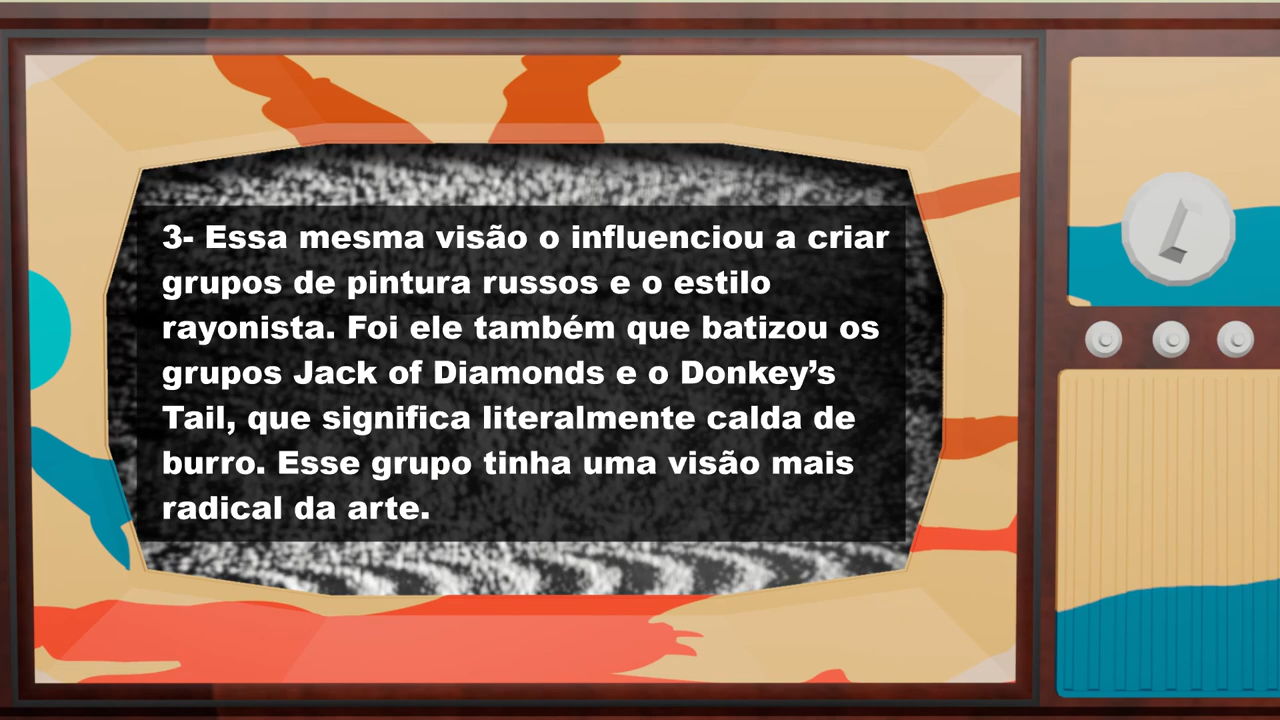 3- Essa mesma visão o influenciou a criar
grupos de pintura russos e o estilo
rayonista. Foi ele também que batizou os
grupos Jack of Diamonds e o Donkey’s
Tail, que significa literalmente calda de
burro. Esse grupo tinha uma visão mais
radical da arte.